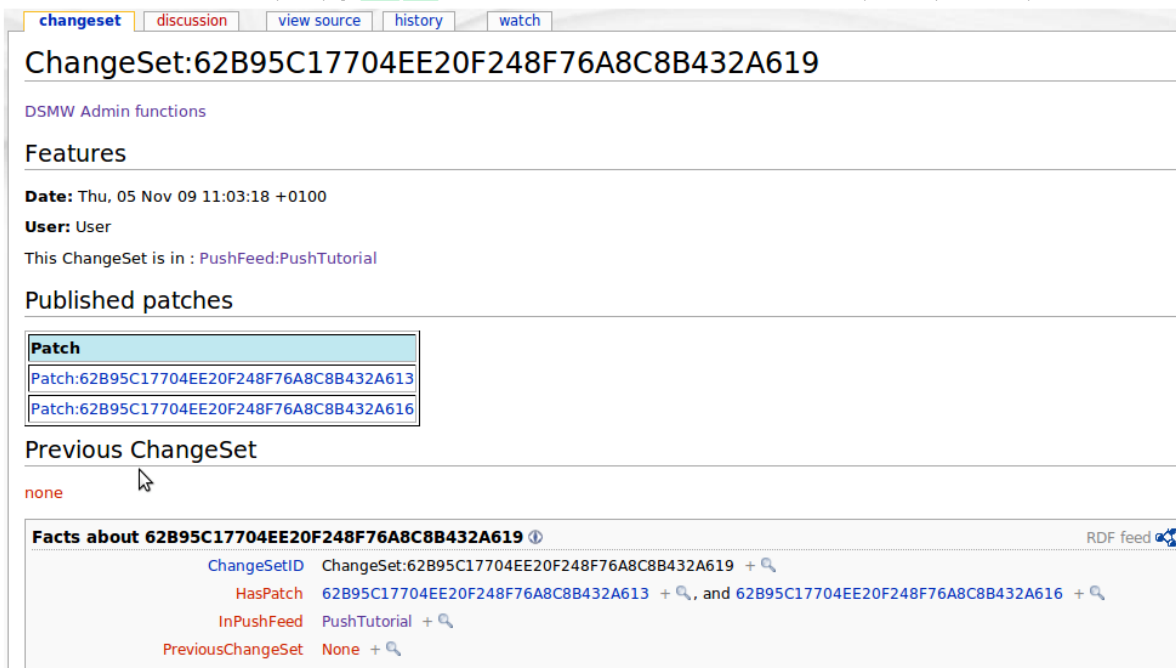 changeset discussion view source history watch
ChangeSet:62B95C17704EE20F248F76A8C8B432A619
DSMW Admin functions
Features
Date: Thu, 05 Nov 09 11:03:18 +0100
User: User
This ChangeSet is in : PushFeed:PushTutorial
Published patches
Patch
Patch:62B95C17704EE20F248F76A8C8B432A613
Patch:62B95C17704EE20F248F76A8C8B432A616
Previous ChangeSet
none
Facts about 62B95C17704EE20F248F76A8C8B432A619 RDF feed
ChangeSetID ChangeSet:62B95C17704EE20F248F76A8C8B432A619 +
HasPatch 62B95C17704EE20F248F76A8C8B432A613 + , and 62B95C17704EE20F248F76A8C8B432A616 +
InPushFeed PushTutorial +
PreviousChangeSet None +